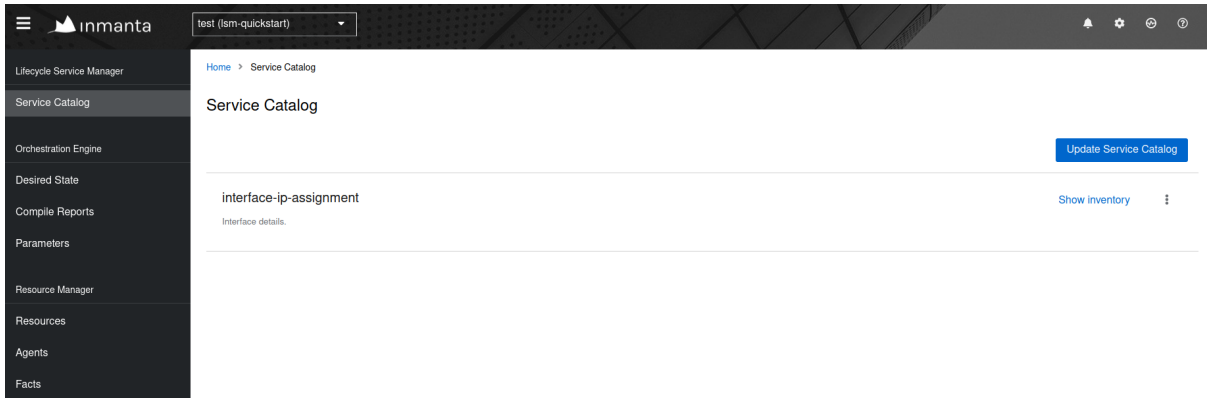 inmanta
test (lsm-quickstart)
Lifecycle Service Manager
Service Catalog
Orchestration Engine
Desired State
Compile Reports
Parameters
Resource Manager
Resources
Agents
Facts
Home > Service Catalog
Service Catalog
Update Service Catalog
interface-ip-assignment
Show inventory
Interface details.